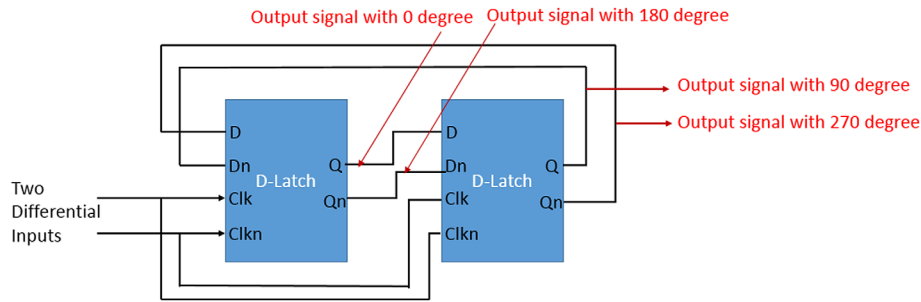 Output signal with 0 degree
Output signal with 180 degree
Output signal with 90 degree
Output signal with 270 degree
D
Dn
Q
D-Latch
Clk
Qn
Clkn
D
Dn
Q
D-Latch
Clk
Qn
Clkn
Two
Differential
Inputs